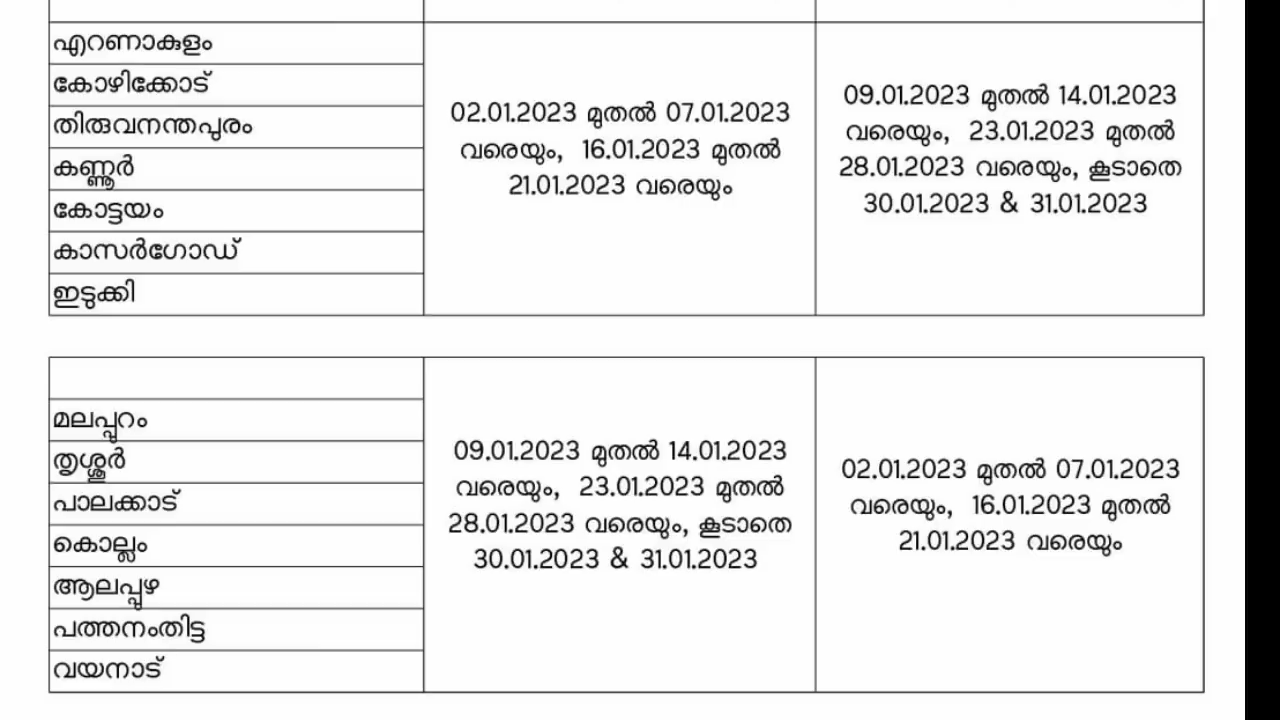 എറണാകുളം
കോഴിക്കോട്
തിരുവനന്തപുരം
കണ്ണൂർ
കോട്ടയം
കാസർഗോഡ്
ഇടുക്കി
02.01.2023 മുതൽ 07.01.2023
വരെയും, 16.01.2023 മുതൽ
21.01.2023 വരെയും
09.01.2023 മുതൽ 14.01.2023
വരെയും, 23.01.2023 മുതൽ
28.01.2023 വരെയും, കൂടാതെ
30.01.2023 & 31.01.2023
മലപ്പുറം
തൃശ്ശൂർ
പാലക്കാട്
കൊല്ലം
ആലപ്പുഴ
പത്തനംതിട്ട
വയനാട്
09.01.2023 മുതൽ 14.01.2023
വരെയും, 23.01.2023 മുതൽ
28.01.2023 വരെയും, കൂടാതെ
30.01.2023 & 31.01.2023
02.01.2023 മുതൽ 07.01.2023
വരെയും, 16.01.2023 മുതൽ
21.01.2023 വരെയും